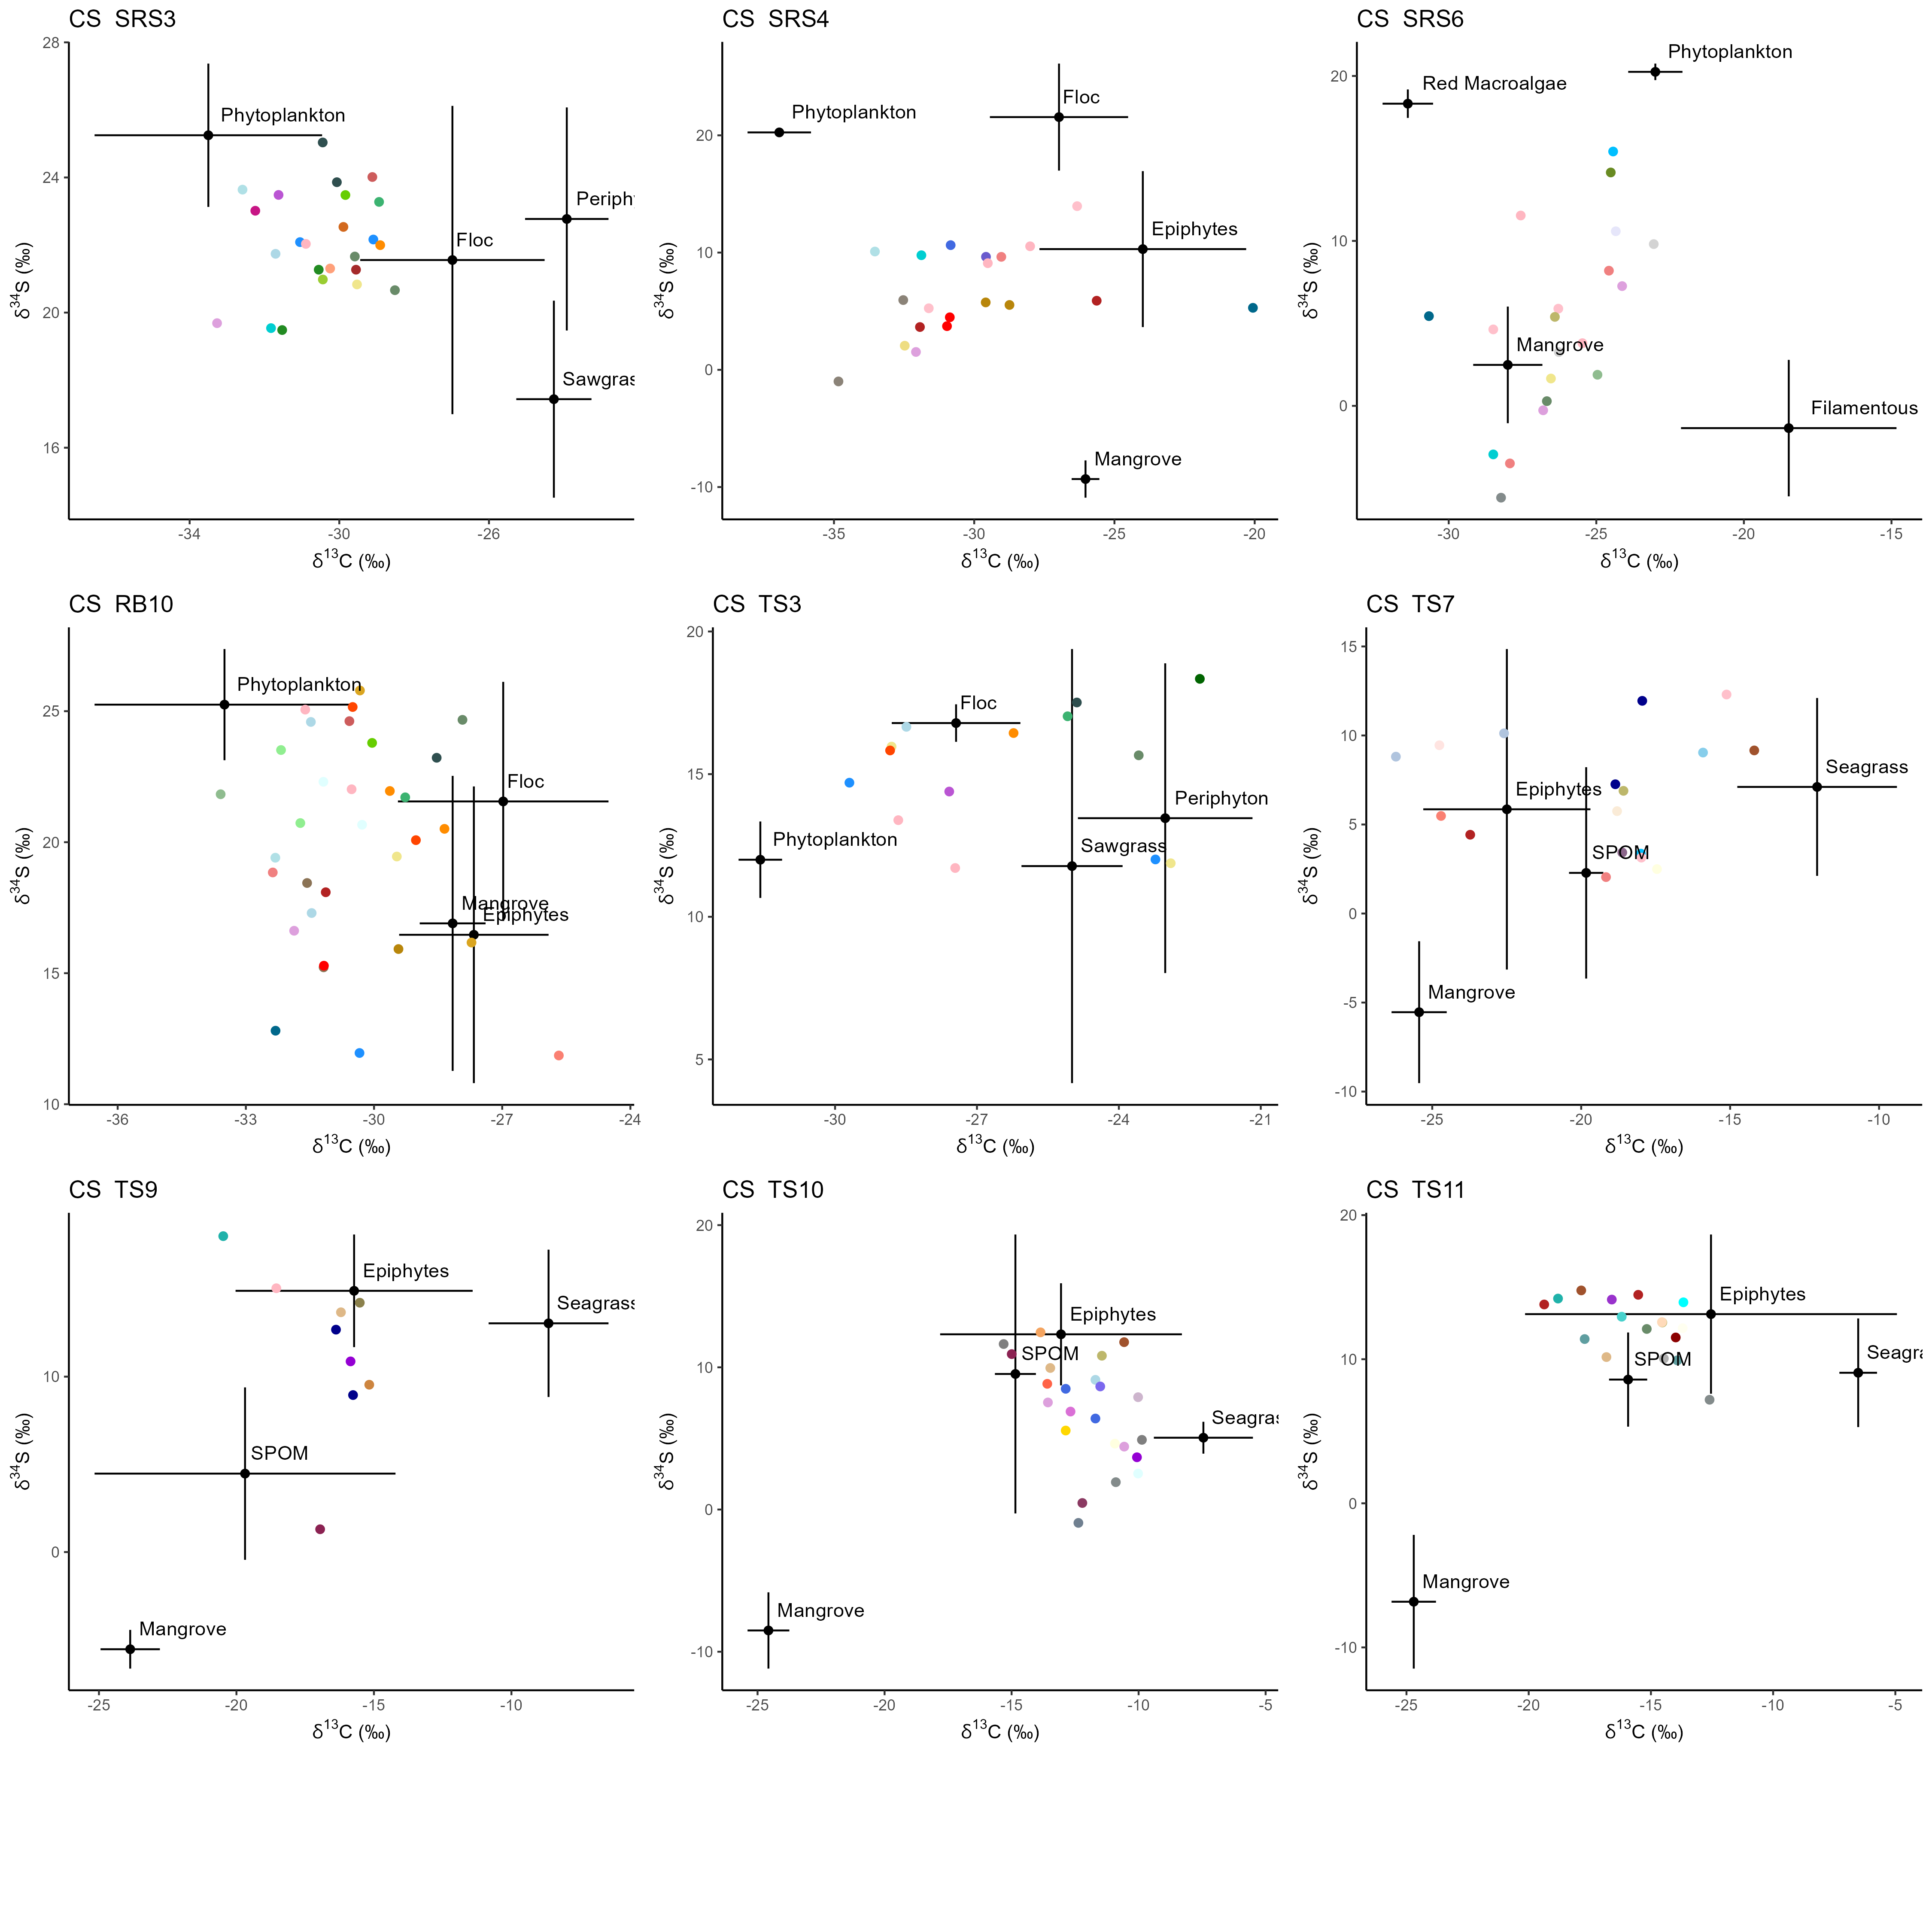 CS SRS3
28
24
20
16
-34
-30
-26
δ13C (‰)
δ34S (‰)
Phytoplankton
Floc
Periph
Sawgras
CS SRS4
20
10
0
-10
-35
-30
-25
-20
δ13C (‰)
δ34S (‰)
Phytoplankton
Floc
Epiphytes
Mangrove
CS SRS6
20
10
0
-30
-25
-20
-15
δ13C (‰)
δ34S (‰)
Phytoplankton
Red Macroalgae
Mangrove
Filamentous
CS RB10
25
20
15
10
-36
-33
-30
-27
-24
δ13C (‰)
δ34S (‰)
Phytoplankton
Floc
Mangrove
Epiphytes
CS TS3
20
15
10
5
-30
-27
-24
-21
δ13C (‰)
δ34S (‰)
Floc
Periphyton
Phytoplankton
Sawgrass
CS TS7
15
10
5
0
-5
-10
-25
-20
-15
-10
δ13C (‰)
δ34S (‰)
Seagrass
Epiphytes
SPOM
Mangrove
CS TS9
10
0
-25
-20
-15
-10
δ13C (‰)
δ34S (‰)
Epiphytes
Seagrass
SPOM
Mangrove
CS TS10
20
10
0
-10
-25
-20
-15
-10
-5
δ13C (‰)
δ34S (‰)
Epiphytes
SPOM
Seagras
Mangrove
CS TS11
20
10
0
-10
-25
-20
-15
-10
-5
δ13C (‰)
δ34S (‰)
Epiphytes
SPOM
Seagra
Mangrove